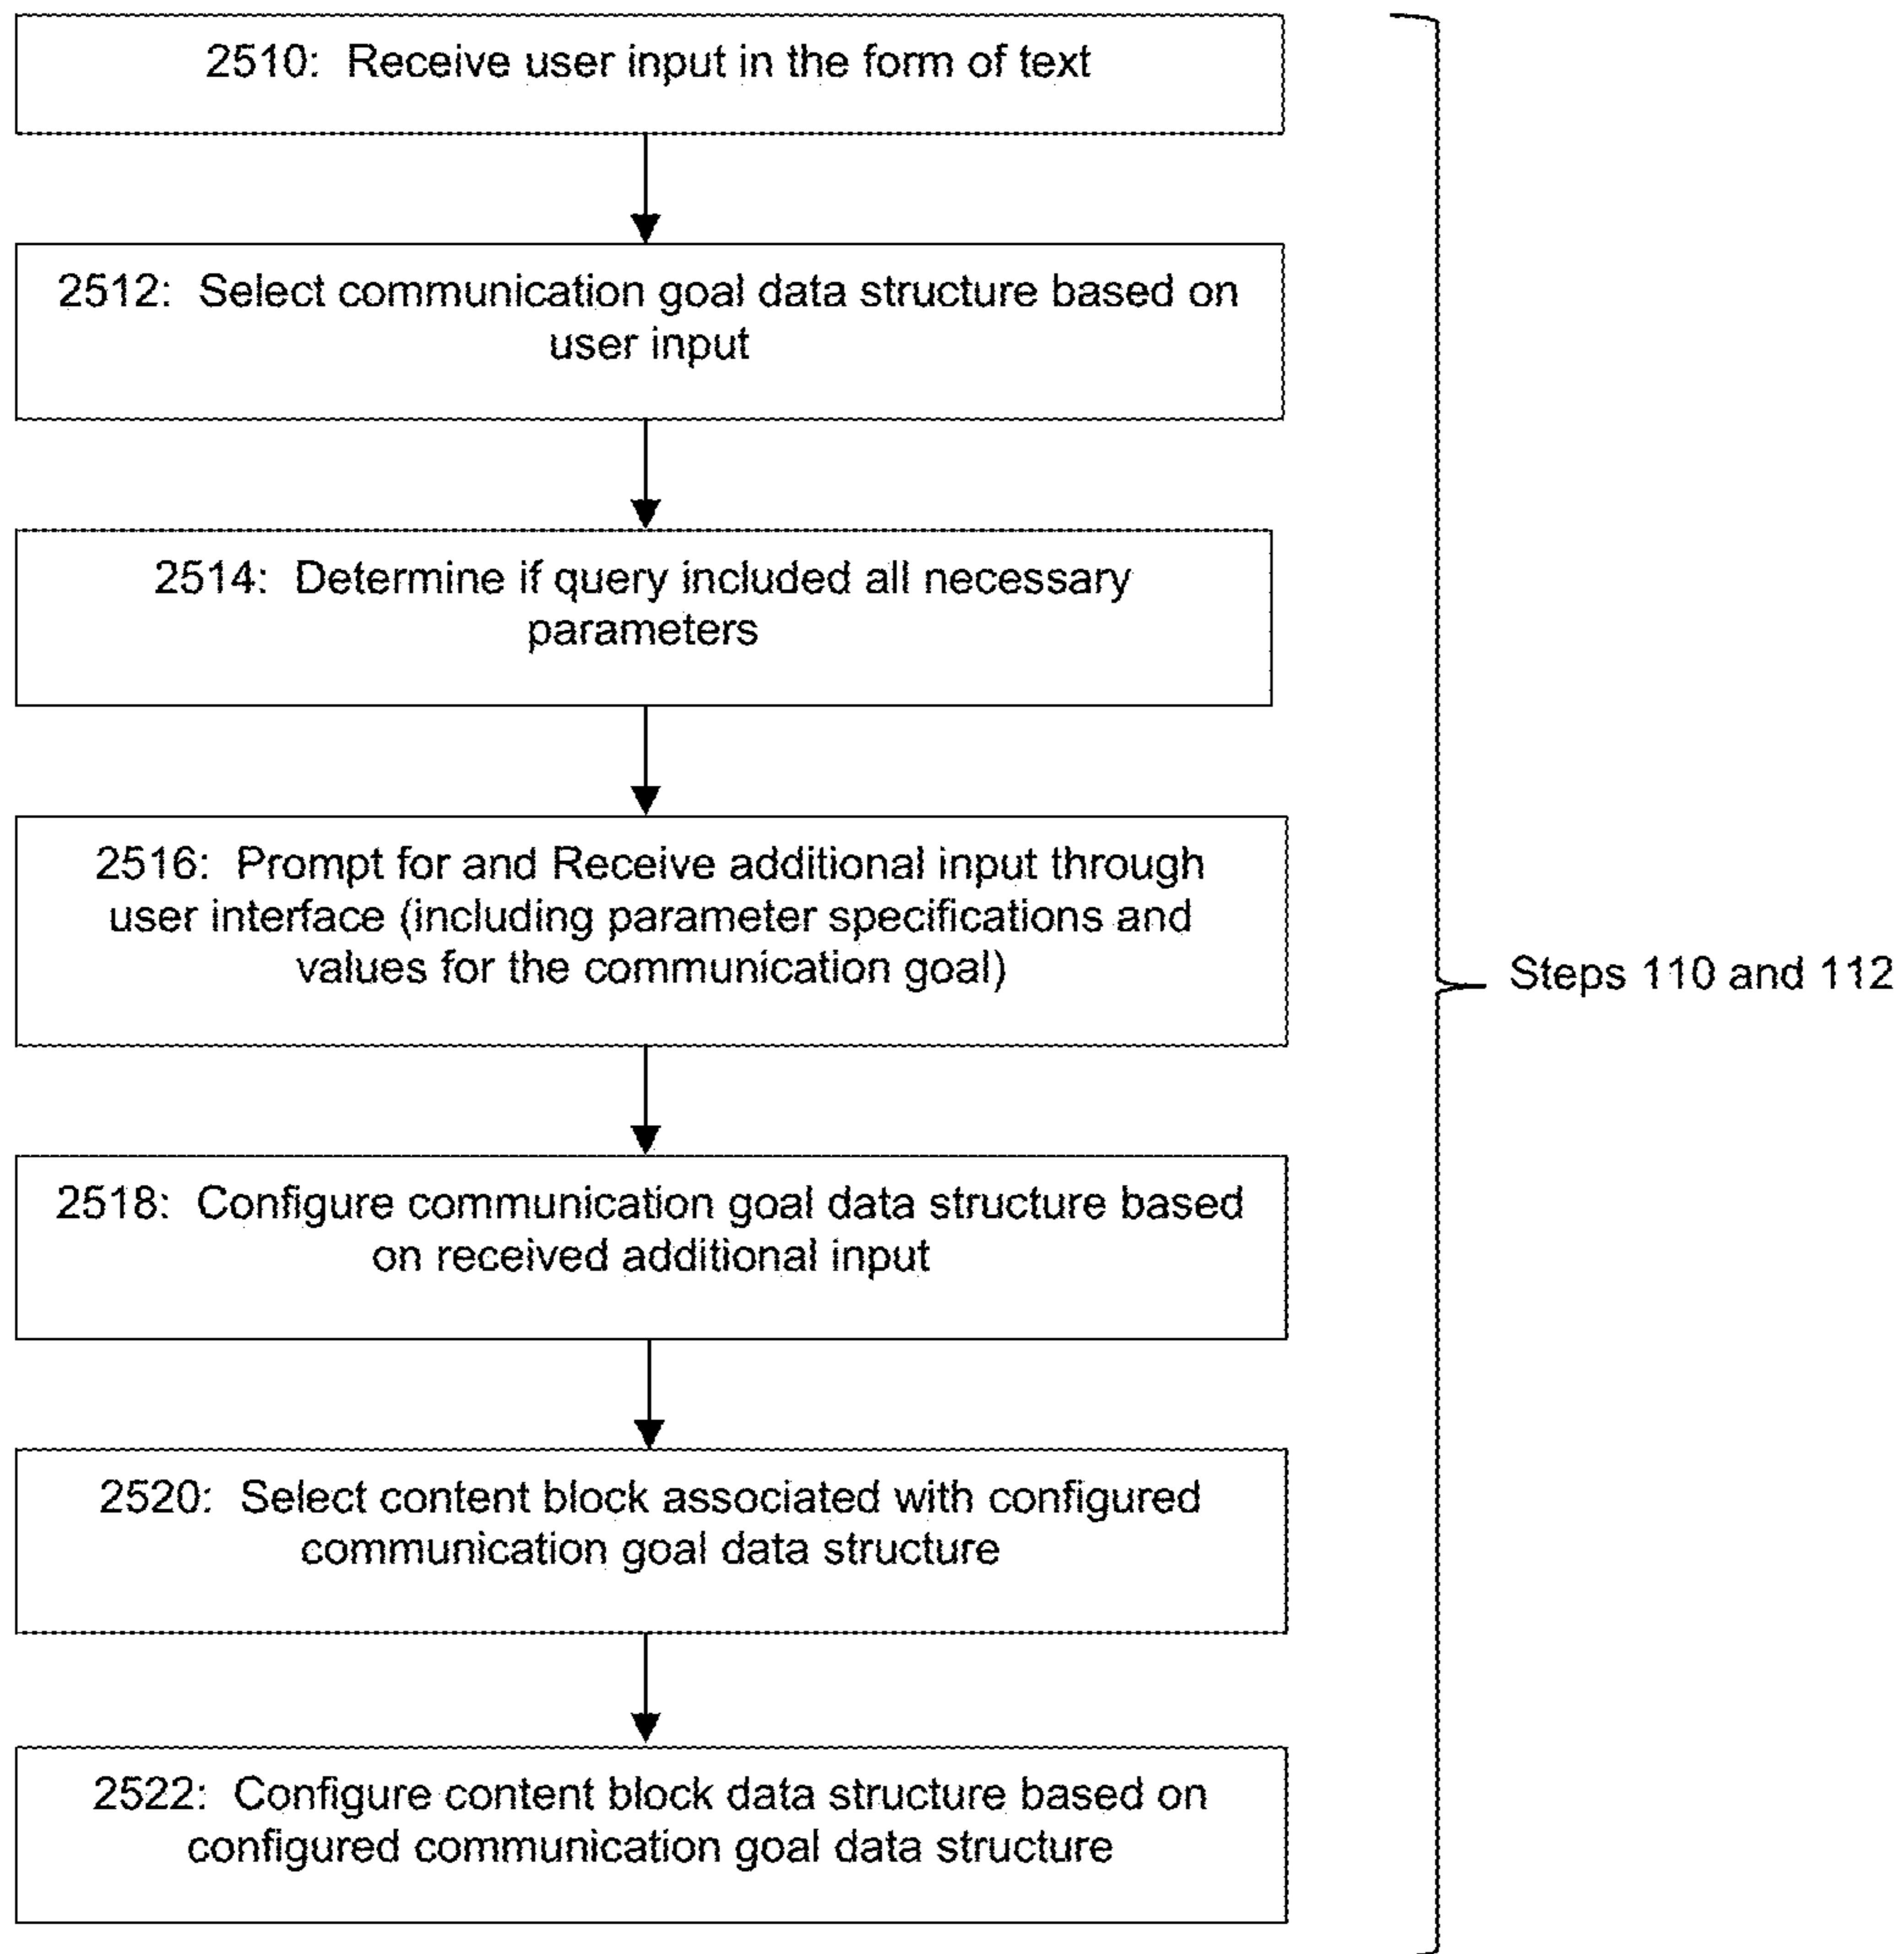 2510: Receive user input in the form of text
2512: Select communication goal data structure based on
user input
2514: Determine if query included all necessary
parameters
2516: Prompt for and Receive additional input through
user interface (including parameter specifications and
values for the communication goal)
Steps 110 and 112
2518: Configure communication goal data structure based
on received additional input
2520: Select content block associated with configured
communication goal data structure
2522: Configure content block data structure based on
configured communication goal data structure